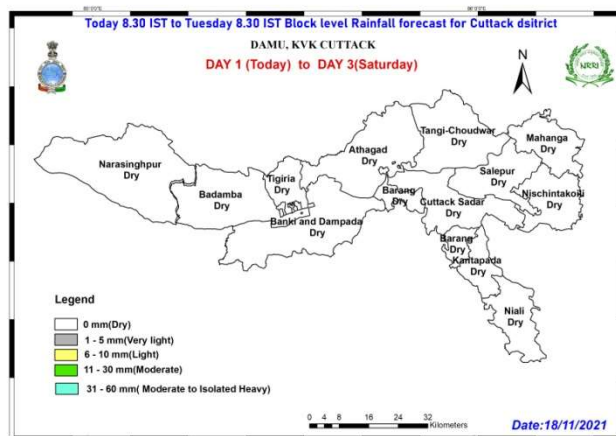 Today 8.30 IST to Tuesday 8.30 IST Block level Rainfall forecast for Cuttack dsitrict
DAMU, KVK CUTTACK
DAY 1 (Today) to DAY 3(Saturday)
N
NRRI
Narasinghpur
Dry
Badamba
Dry
Tigiria
Dry
Banki and Dampada
Dry
Athagad
Dry
Tangi-Choudwar
Dry
Mahanga
Dry
Salepur
Dry
Nischintakoili
Dry
Barang
Dry
Cuttack Sadar
Dry
Barang
Dry
Kantapada
Dry
Niali
Dry
Legend
0 mm(Dry)
1 - 5 mm(Very light)
6 - 10 mm(Light)
11 - 30 mm(Moderate)
31 - 60 mm( Moderate to Isolated Heavy)
0 4 8 16 24 32
Kilometers
Date:18/11/2021